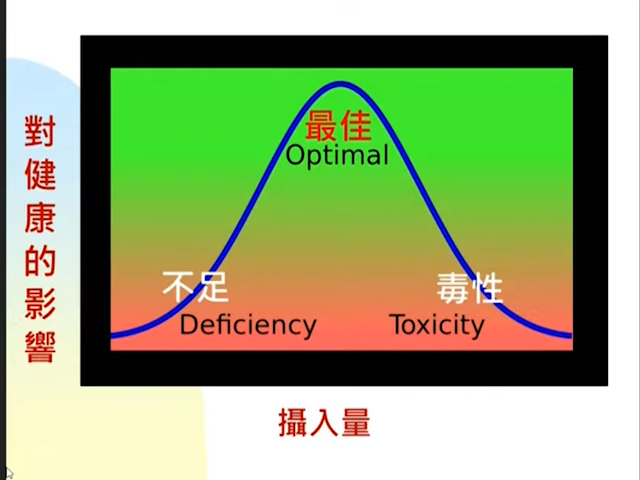 對健康的影響
最佳
Optimal
不足
毒性
Deficiency
Toxicity
攝入量